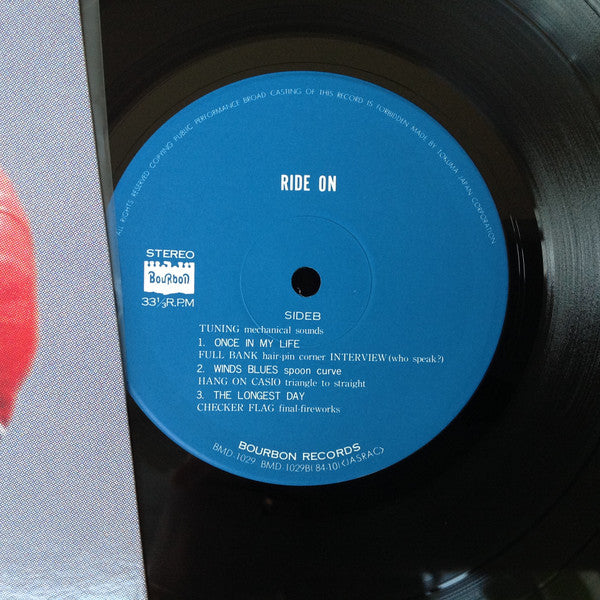 ALL RIGHTS RESERVED COPYING PUBLIC PERFORMANCE BROAD CASTING OF THIS RECORD IS FORBIDDEN MADE BY TOKUMA JAPAN CORPORATION
RIDE ON
STEREO
BOURBON
33⅓R.P.M
SIDEB
TUNING mechanical sounds
1. ONCE IN MY LIFE
FULL BANK hair-pin corner INTERVIEW(who speak?)
2. WINDS BLUES spoon curve
HANG ON CASIO triangle to straight
3. THE LONGEST DAY
CHECKER FLAG final-fireworks
BOURBON RECORDS
BMD-1029 BMD-1029B(84·10)(JASRAC)